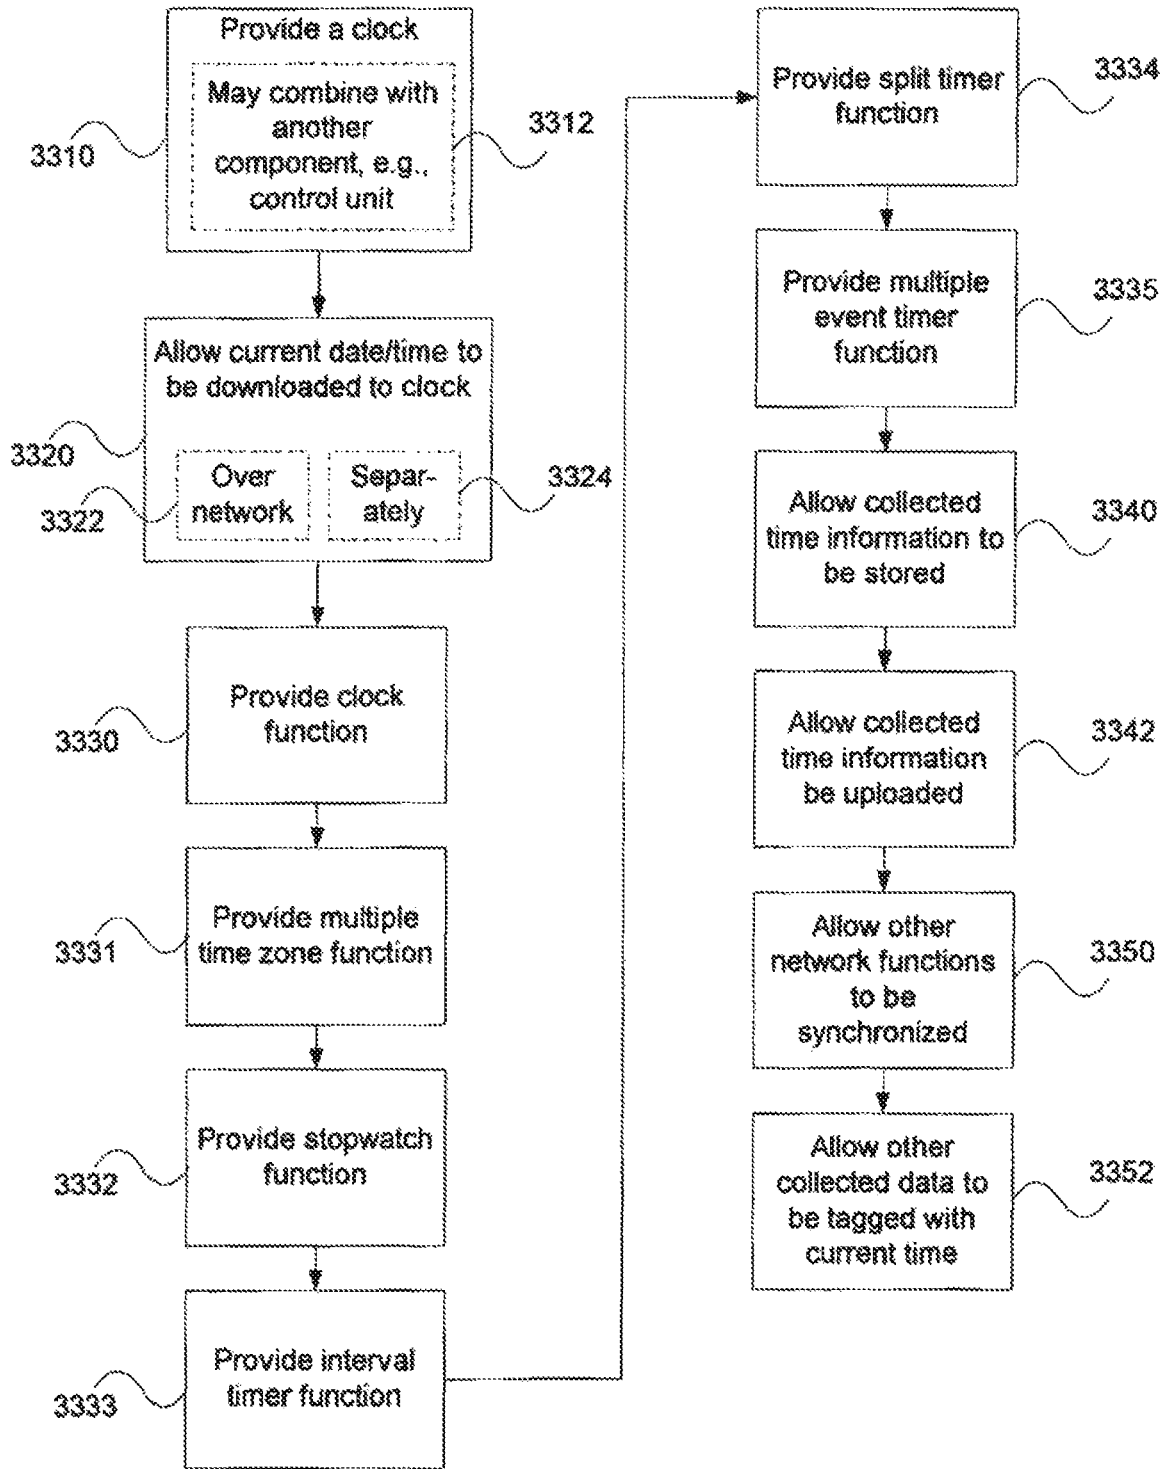 Provide a clock
May combine with
another
component, e.g.,
control unit
3310
3312
Allow current date/time to
be downloaded to clock
3320
Over
network
3322
Separ-
ately
3324
Provide clock
function
3330
Provide multiple
time zone function
3331
Provide stopwatch
function
3332
Provide interval
timer function
3333
Provide split timer
function
3334
Provide multiple
event timer
function
3335
Allow collected
time information to
be stored
3340
Allow collected
time information
be uploaded
3342
Allow other
network functions
to be
synchronized
3350
Allow other
collected data to
be tagged with
current time
3352